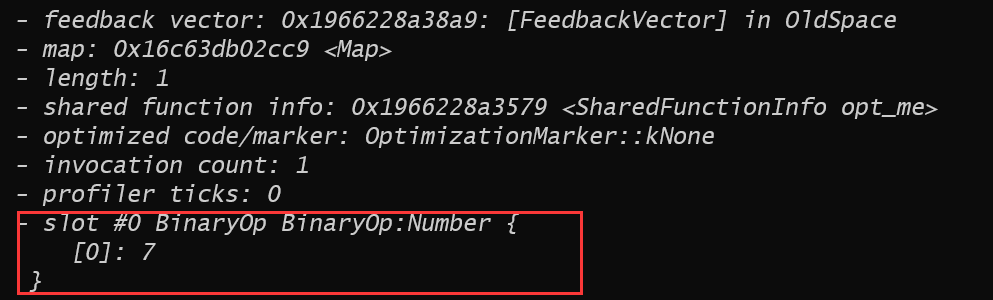 - feedback vector: 0x1966228a38a9: [FeedbackVector] in OldSpace
- map: 0x16c63db02cc9 <Map>
- length: 1
- shared function info: 0x1966228a3579 <SharedFunctionInfo opt_me>
- optimized code/marker: OptimizationMarker::kNone
- invocation count: 1
- profiler ticks: 0
- slot #0 BinaryOp BinaryOp:Number {
[0]: 7
}